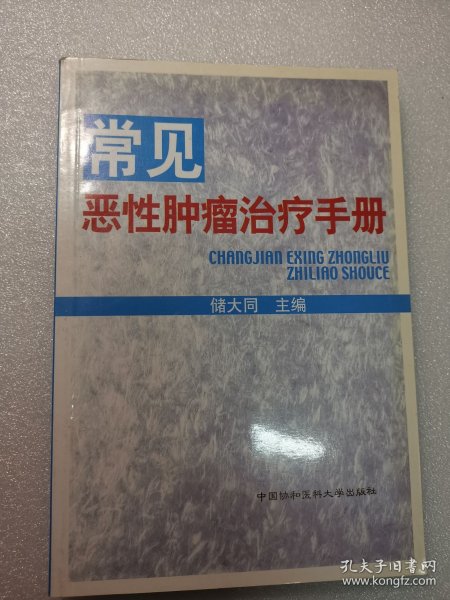 常见
恶性肿瘤治疗手册
CHANGJIAN EXING ZHONGLIU
ZHILIAO SHOUCE
储大同 主编
中国协和医科大学出版社
孔夫子旧书网
www.kongfz.com